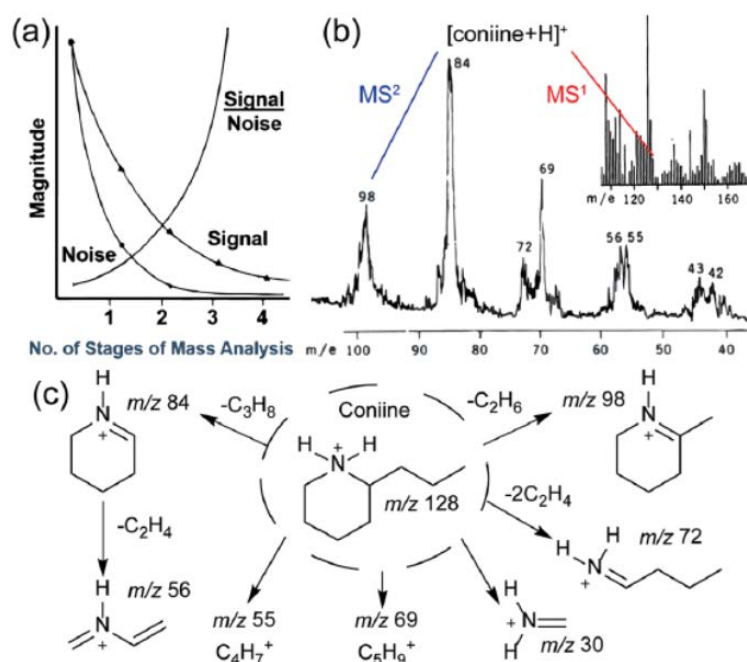 (a)
Magnitude
Signal
Noise
Noise
Signal
1 2 3 4
No. of Stages of Mass Analysis
(b)
[coniine+H]+
MS2
MS1
98
84
72
69
56 55
43 42
m/e 120 140 160
m/e 100 90 80 70 60 50 40
(c)
Coniine
H
N
+
m/z 84
-C3H8
-C2H6
m/z 98
H
N
+
H H
N
+
m/z 128
-C2H4
-2C2H4
m/z 72
H H
N
+
m/z 56
H
N
+
m/z 55
C4H7+
m/z 69
C5H9+
H
N
+
H
m/z 30